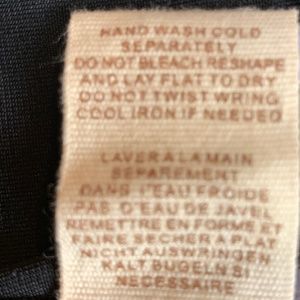 HAND WASH COLD
SEPARATELY
DO NOT BLEACH RESHAPE
AND LAY FLAT TO DRY
DO NOT TWIST WRING
COOL IRON IF NEEDED
LAVER A LA MAIN
SEPAREMENT
DANS L'EAU FROIDE
PAS D'EAU DE JAVEL
REMETTRE EN FORME ET
FAIRE SECHER A PLAT
NICHT AUSWRINGEN
KALT BUGELN SI
NECESSAIRE